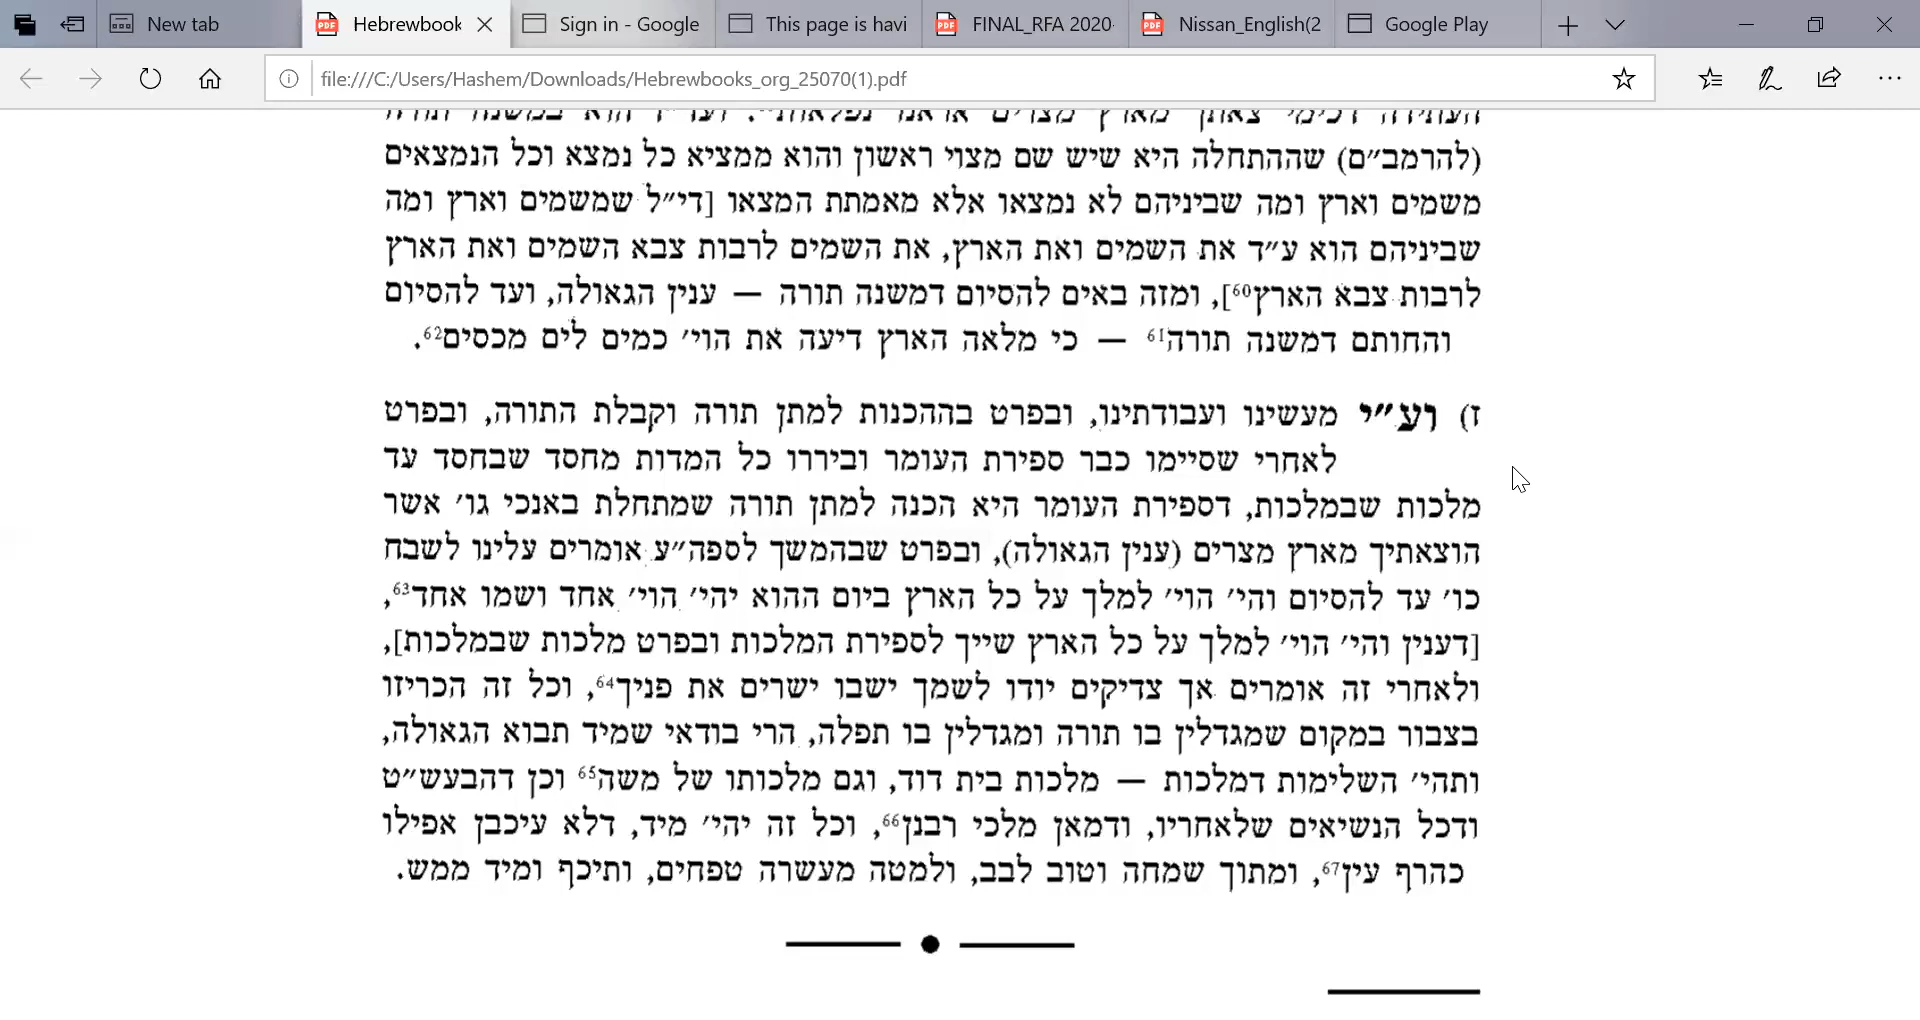 New tab
Hebrewbook
Sign in - Google
This page is havi
FINAL_RFA 2020
Nissan_English(2
Google Play
file:///C:/Users/Hashem/Downloads/Hebrewbooks_org_25070(1).pdf
העתידה דכימי צאתך מארץ מצרים אראנו נפלאות
(להרמב״ם) שההתחלה היא שיש שם מצוי ראשון והוא ממציא כל נמצא וכל הנמצאים
משמים וארץ ומה שביניהם לא נמצאו אלא מאמתת המצאו [די״ל שמשמים וארץ ומה
שביניהם הוא ע״ד את השמים ואת הארץ, את השמים לרבות צבא השמים ואת הארץ
לרבות צבא הארץ60], ומזה באים להסיום דמשנה תורה — ענין הגאולה, ועד להסיום
והחותם דמשנה תורה61 — כי מלאה הארץ דיעה את הוי׳ כמים לים מכסים62.
ז) וע״י מעשינו ועבודתינו, ובפרט בההכנות למתן תורה וקבלת התורה, ובפרט
לאחרי שסיימו כבר ספירת העומר וביררו כל המדות מחסד שבחסד עד
מלכות שבמלכות, דספירת העומר היא הכנה למתן תורה שמתחלת באנכי גו׳ אשר
הוצאתיך מארץ מצרים (ענין הגאולה), ובפרט שבהמשך לספה״ע אומרים עלינו לשבח
כו׳ עד להסיום והי׳ הוי׳ למלך על כל הארץ ביום ההוא יהי׳ הוי׳ אחד ושמו אחד63,
[דענין והי׳ הוי׳ למלך על כל הארץ שייך לספירת המלכות ובפרט מלכות שבמלכות],
ולאחרי זה אומרים אך צדיקים יודו לשמך ישבו ישרים את פניך64, וכל זה הכריזו
בצבור במקום שמגדלין בו תורה ומגדלין בו תפלה, הרי בודאי שמיד תבוא הגאולה,
ותהי׳ השלימות דמלכות — מלכות בית דוד, וגם מלכותו של משה65 וכן דהבעש״ט
ודכל הנשיאים שלאחריו, ודמאן מלכי רבנן66, וכל זה יהי׳ מיד, דלא עיכבן אפילו
כהרף עין67, ומתוך שמחה וטוב לבב, ולמטה מעשרה טפחים, ותיכף ומיד ממש.